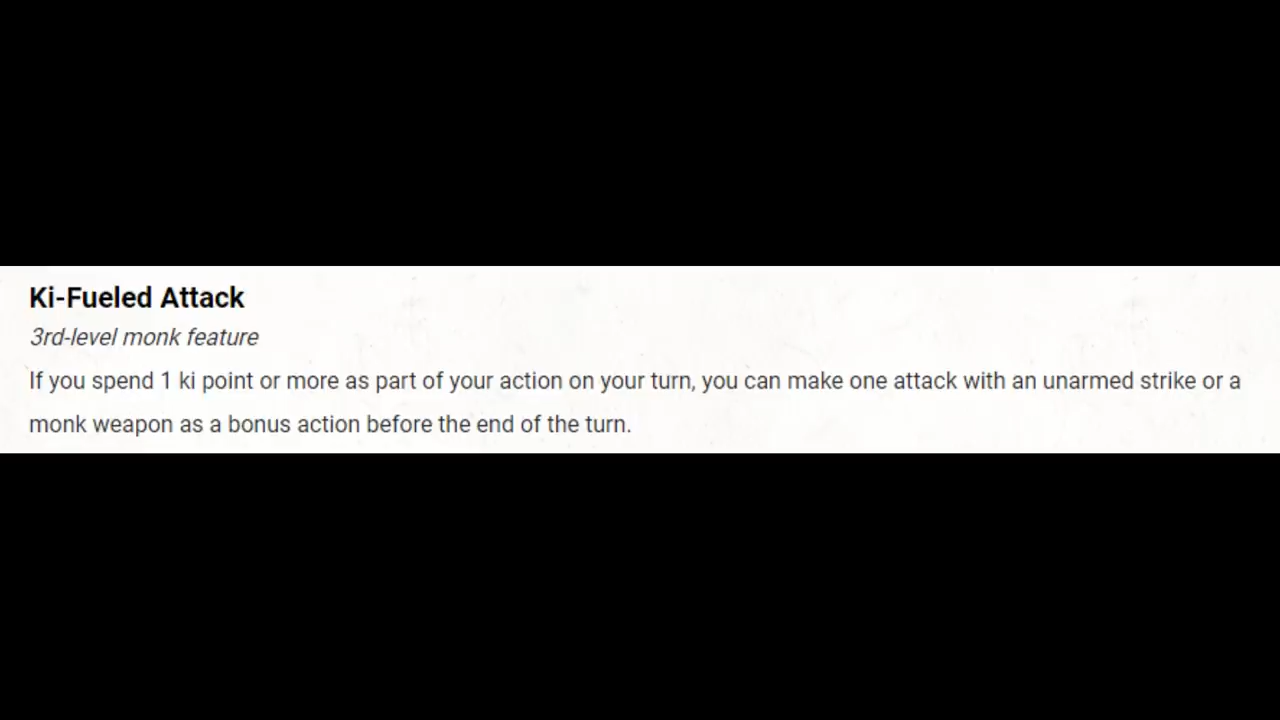 Ki-Fueled Attack
3rd-level monk feature
If you spend 1 ki point or more as part of your action on your turn, you can make one attack with an unarmed strike or a
monk weapon as a bonus action before the end of the turn.